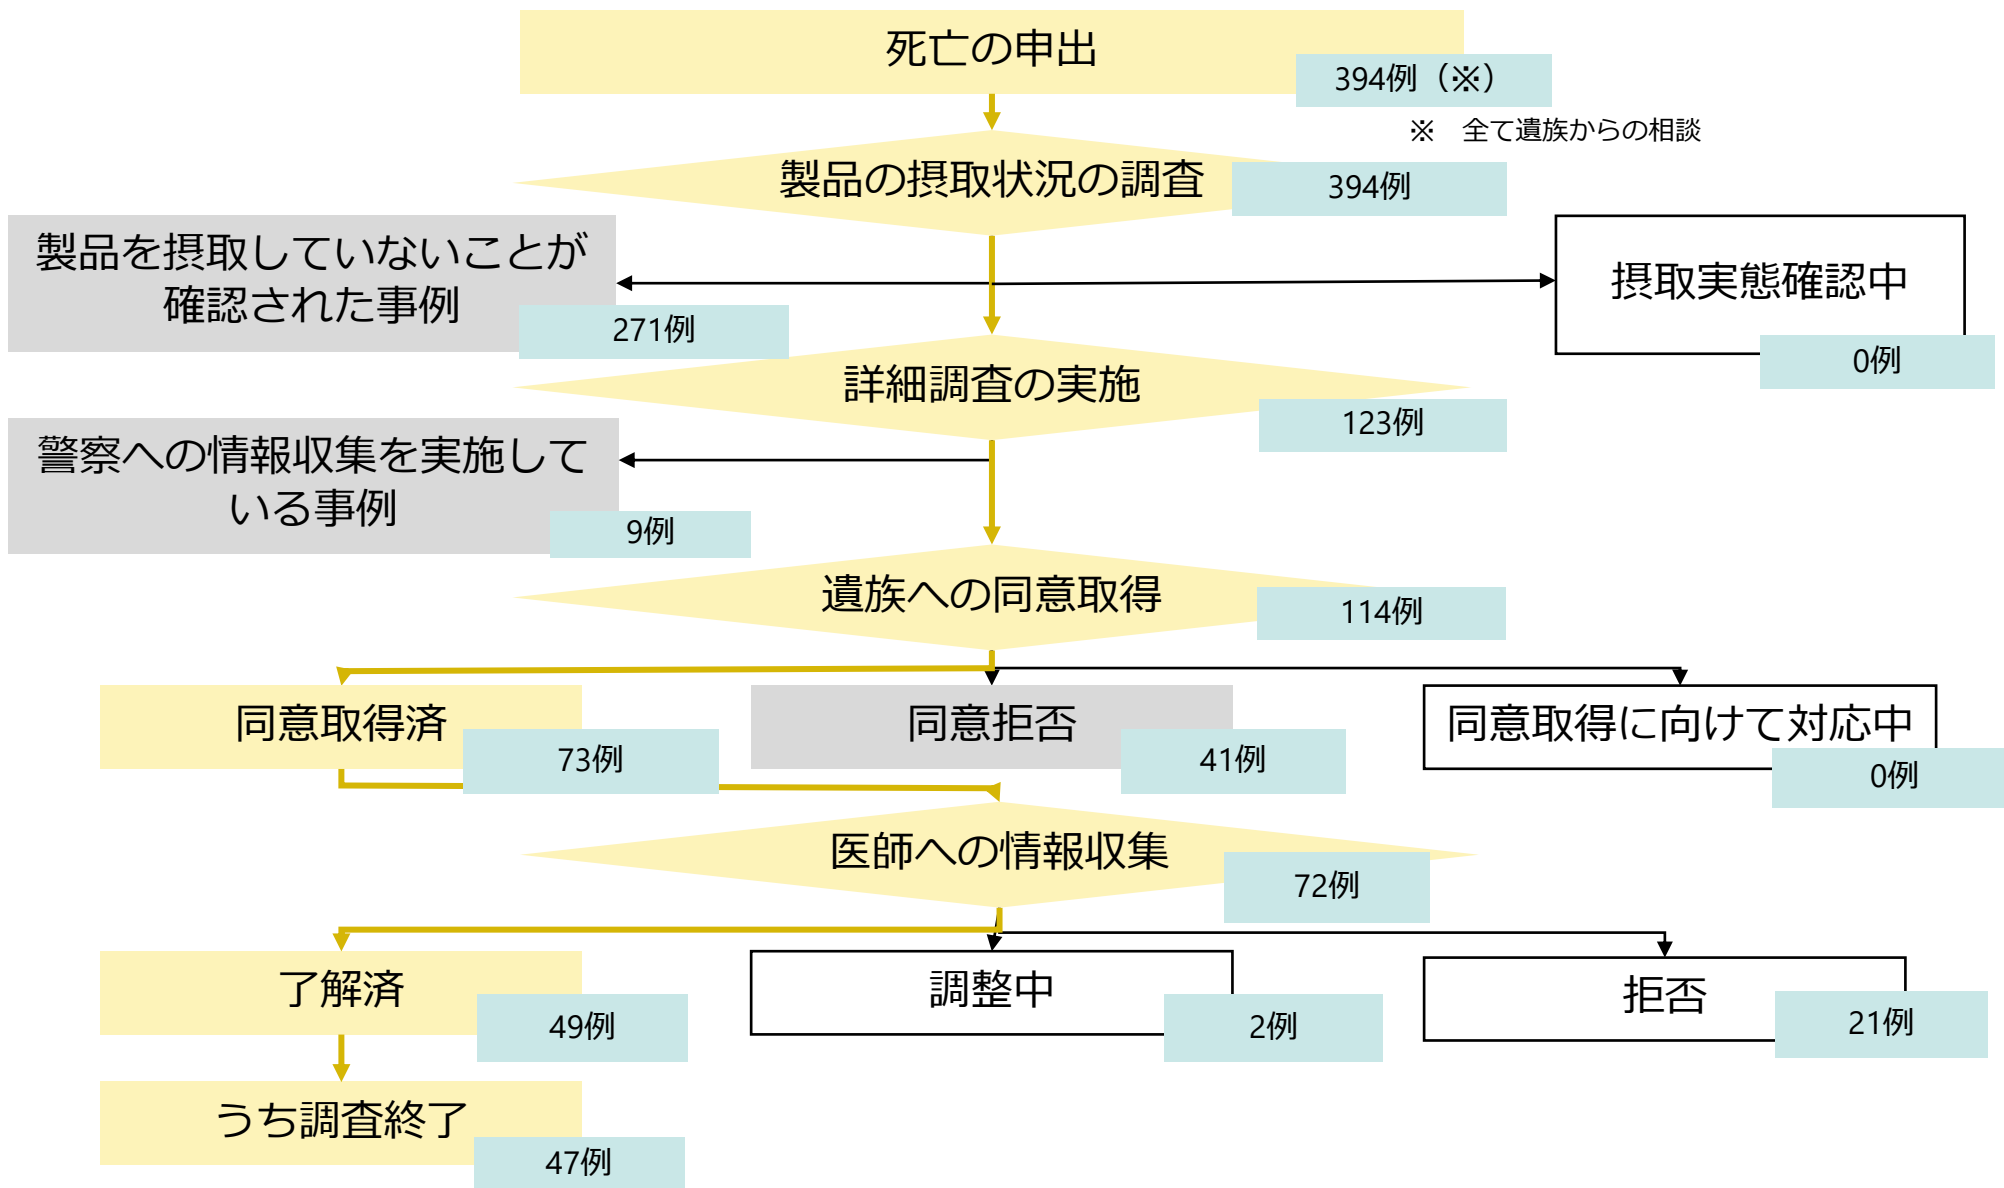 死亡の申出
394例（※）
※　全て遺族からの相談
製品の摂取状況の調査
394例
製品を摂取していないことが
確認された事例
271例
摂取実態確認中
0例
詳細調査の実施
123例
警察への情報収集を実施して
いる事例
9例
遺族への同意取得
114例
同意取得済
73例
同意拒否
41例
同意取得に向けて対応中
0例
医師への情報収集
72例
了解済
49例
調整中
2例
拒否
21例
うち調査終了
47例